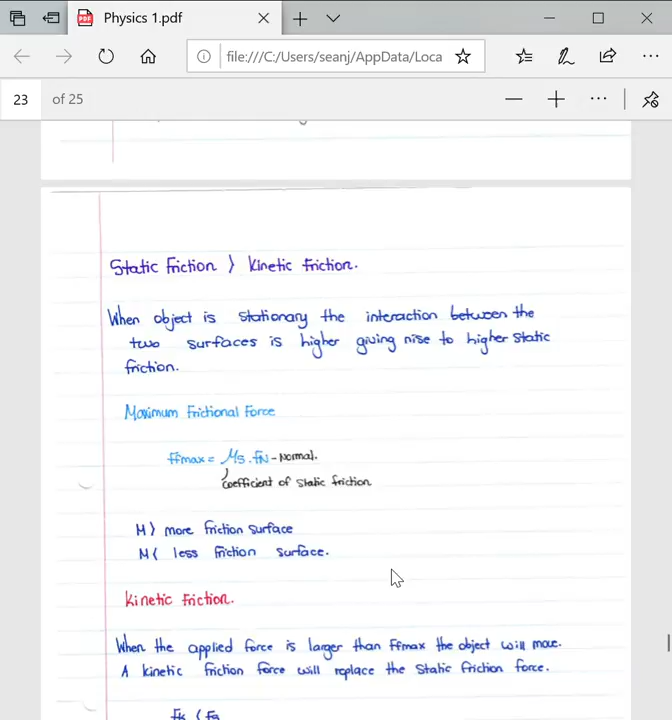 Physics 1.pdf
file:///C:/Users/seanj/AppData/Loca
23 of 25
Static Friction > Kinetic Friction.
When object is stationary the interaction between the
two surfaces is higher giving rise to higher static
friction.
Maximum Frictional Force
Ffmax = μs . FN - Normal.
Coefficient of static friction
M > more friction surface
M < less friction surface.
Kinetic Friction.
When the applied force is larger than Ffmax the object will move.
A kinetic friction force will replace the static friction force.
Fk < Fs